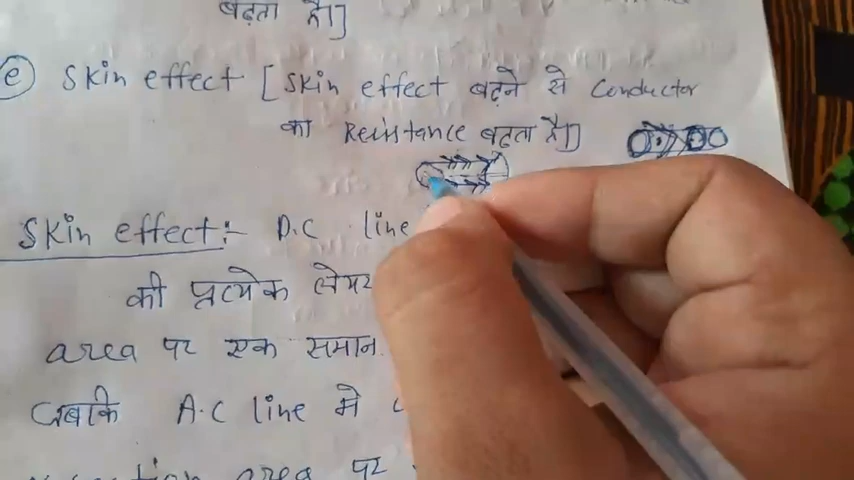 बढ़ता है।]
(e) Skin effect [Skin effect बढ़ने से Conductor
का Resistance बढ़ता है।]
Skin effect :- D.C line
की प्रत्येक लेयर
area पर एक समान
जबकि A.C line मे
area पर